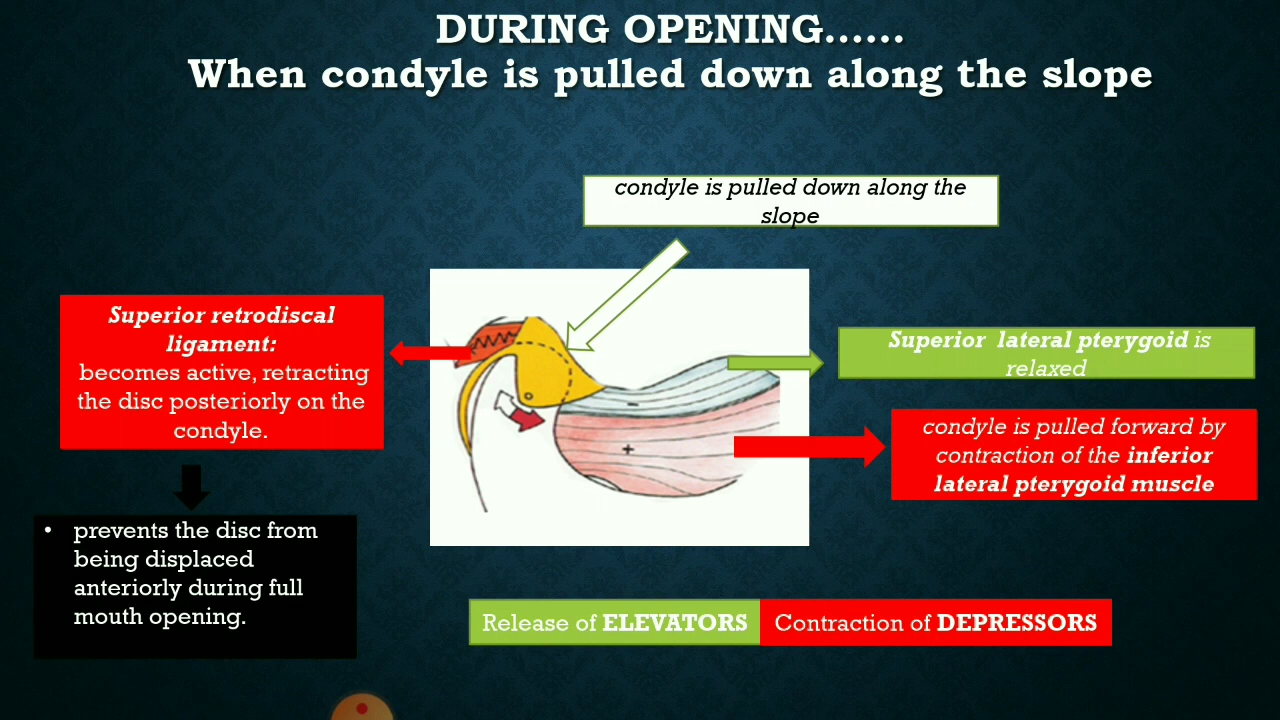 DURING OPENING......
When condyle is pulled down along the slope
condyle is pulled down along the
slope
Superior retrodiscal
ligament:
becomes active, retracting
the disc posteriorly on the
condyle.
Superior lateral pterygoid is
relaxed
condyle is pulled forward by
contraction of the inferior
lateral pterygoid muscle
• prevents the disc from
being displaced
anteriorly during full
mouth opening.
−
+
Release of ELEVATORS
Contraction of DEPRESSORS